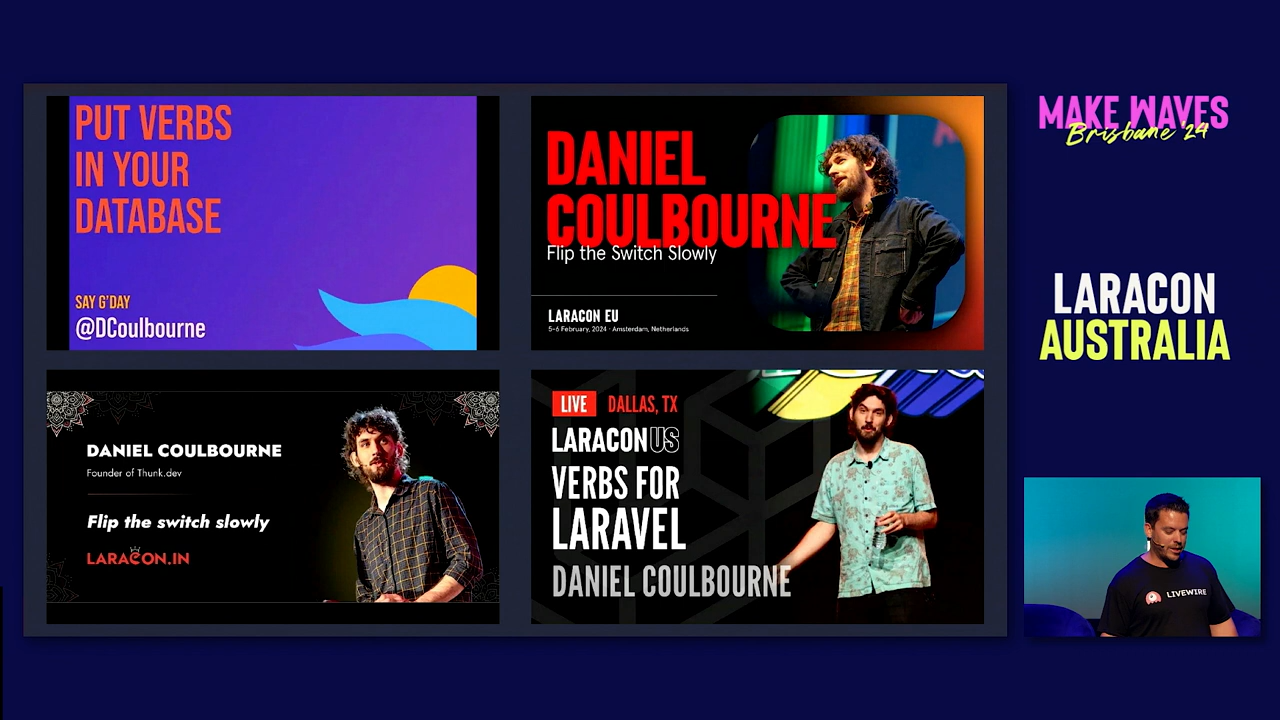 PUT VERBS
IN YOUR
DATABASE
SAY G'DAY
@DCoulbourne
DANIEL
COULBOURNE
Flip the Switch Slowly
LARACON EU
5-6 February, 2024 · Amsterdam, Netherlands
DANIEL COULBOURNE
Founder of Thunk.dev
Flip the switch slowly
LARACON.IN
LIVE DALLAS, TX
LARACON US
VERBS FOR
LARAVEL
DANIEL COULBOURNE
MAKE WAVES
Brisbane '24
LARACON
AUSTRALIA
LIVEWIRE